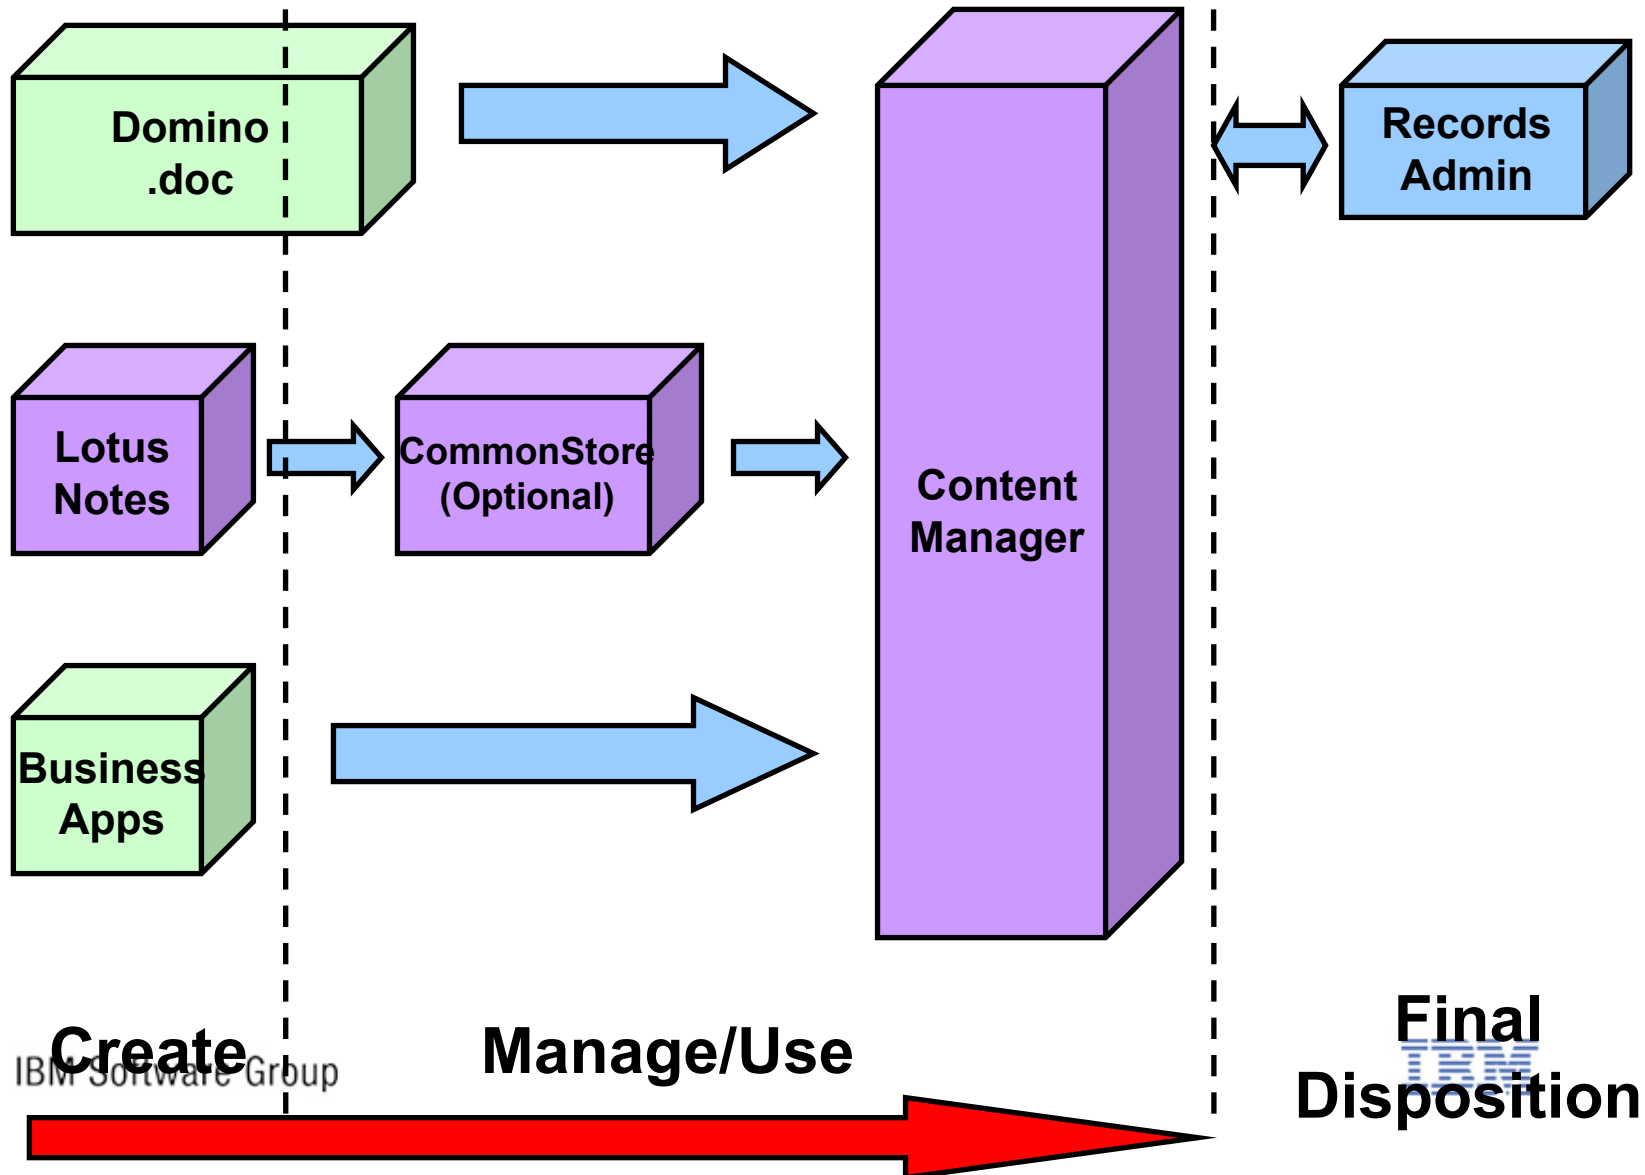 Domino
.doc
Records
Admin
Lotus
Notes
CommonStore
(Optional)
Content
Manager
Business
Apps
Create
Manage/Use
Final
Disposition
IBM Software Group
IBM